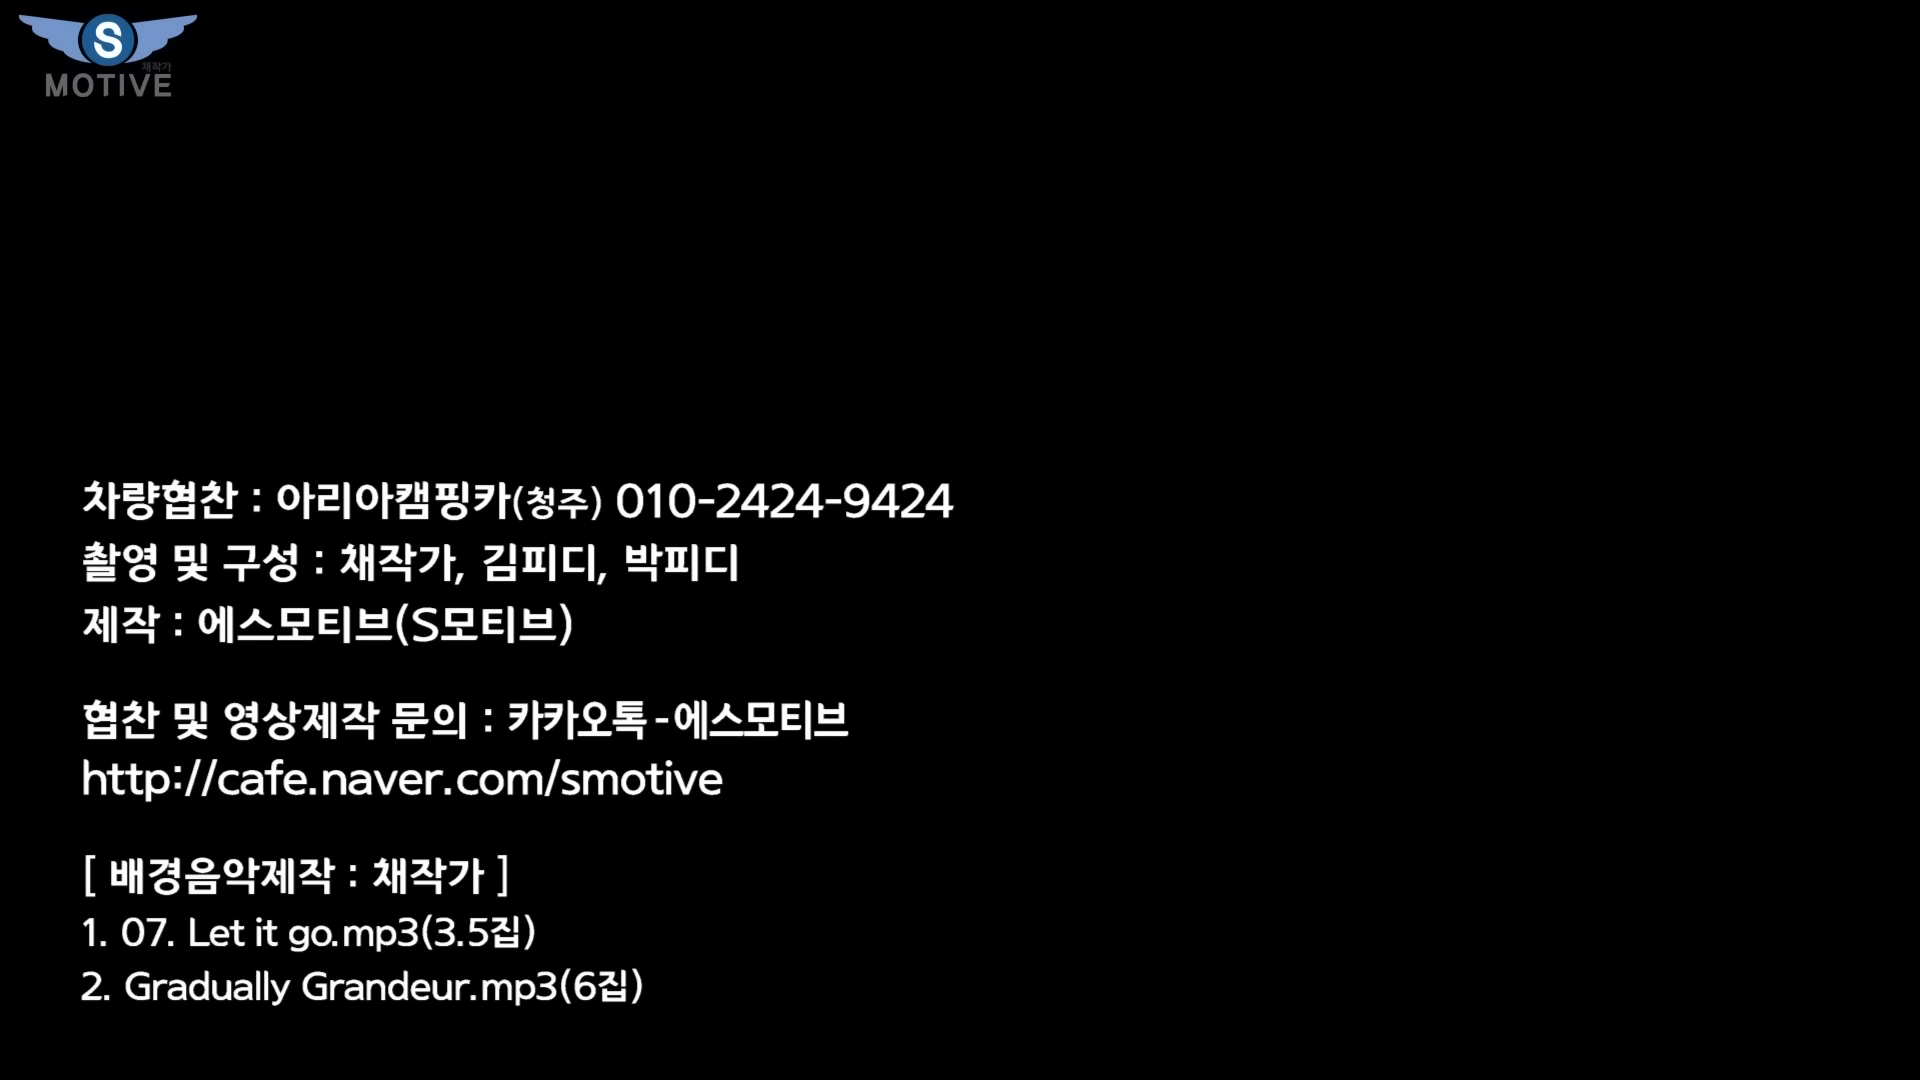 S
채작가
MOTIVE
차량협찬 : 아리아캠핑카(청주) 010-2424-9424
촬영 및 구성 : 채작가, 김피디, 박피디
제작 : 에스모티브(S모티브)
협찬 및 영상제작 문의 : 카카오톡-에스모티브
http://cafe.naver.com/smotive
[ 배경음악제작 : 채작가 ]
1. 07. Let it go.mp3(3.5집)
2. Gradually Grandeur.mp3(6집)